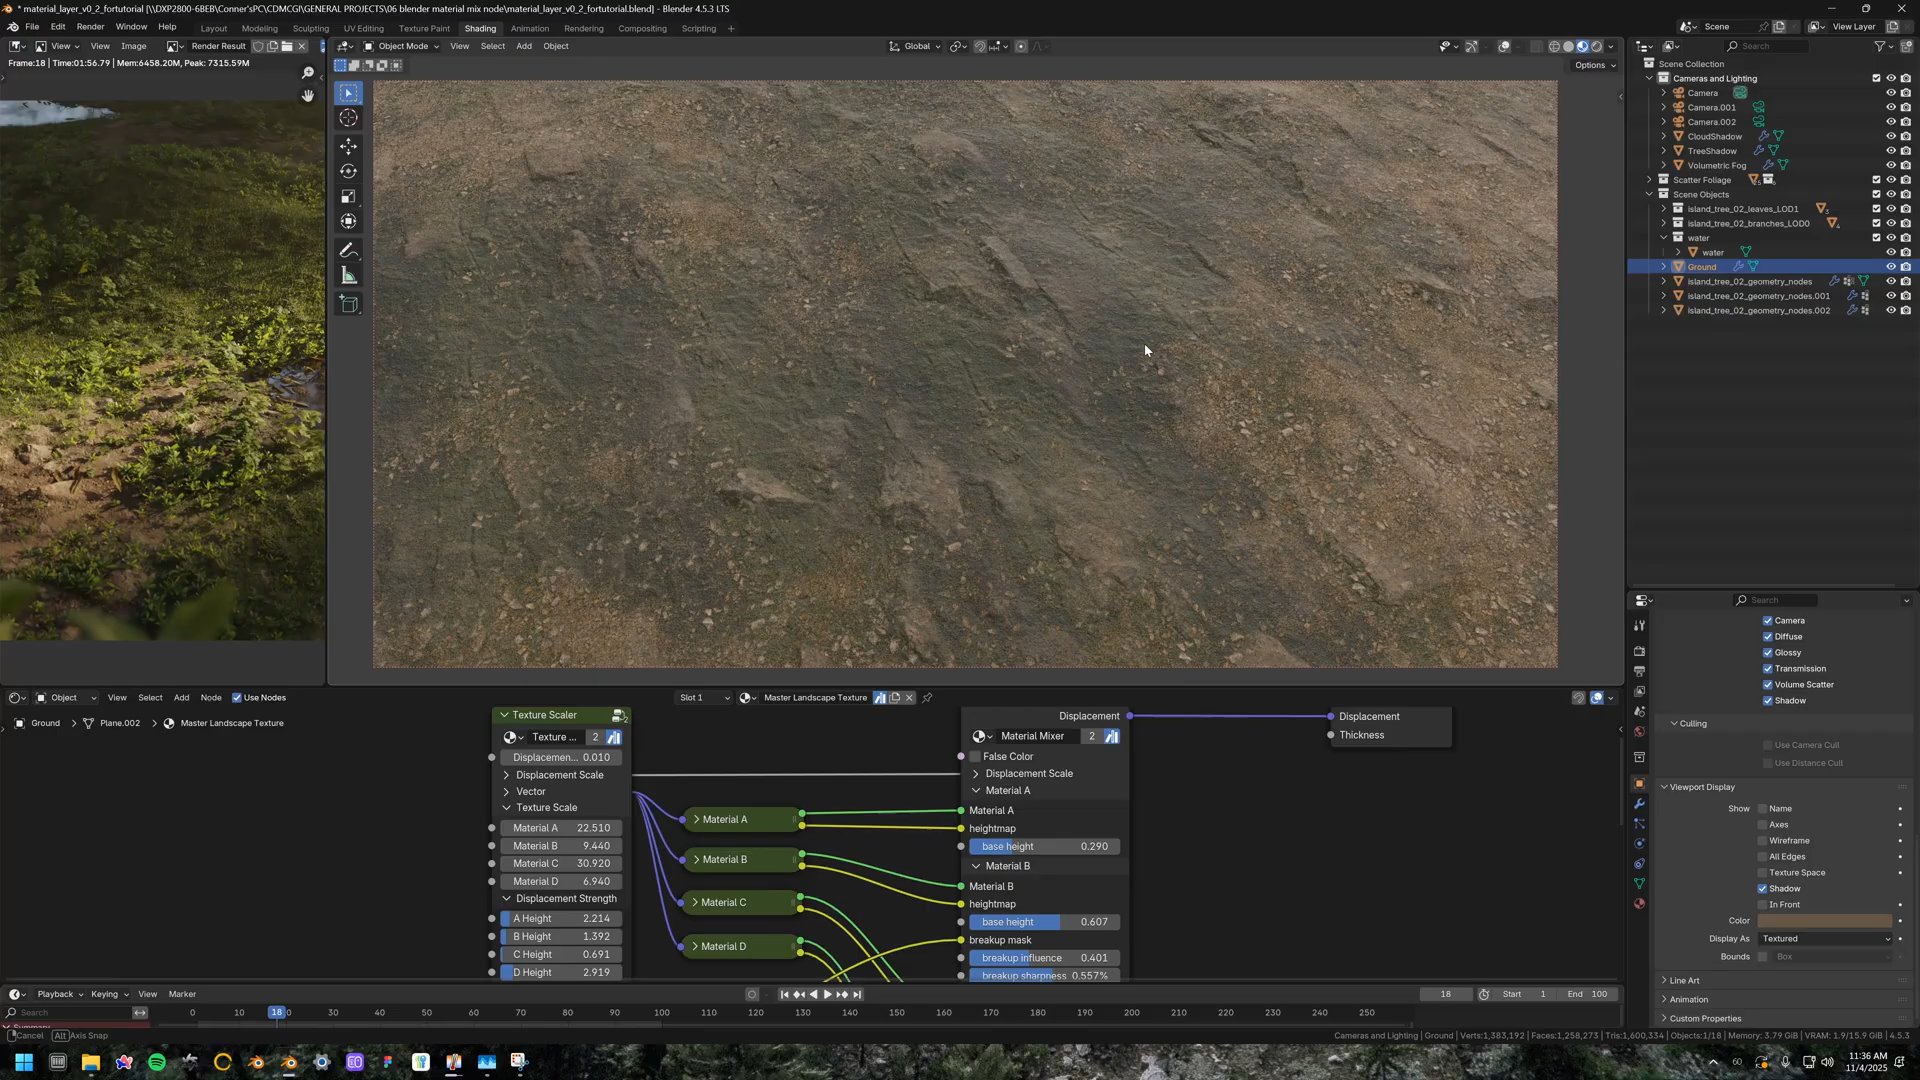 * material_layer_v0_2_fortutorial [\\DXP2800-6BEB\Conner'sPC\CDMCGI\GENERAL PROJECTS\06 blender material mix node\material_layer_v0_2_fortutorial.blend] - Blender 4.5.3 LTS
File Edit Render Window Help Layout Modeling Sculpting UV Editing Texture Paint Shading Animation Rendering Compositing Scripting + Scene View Layer
View View Image Render Result Object Mode View Select Add Object Global Search
Frame:18 | Time:01:56.79 | Mem:6458.20M, Peak: 7315.59M
Options
Scene Collection
Cameras and Lighting
Camera
Camera.001
Camera.002
CloudShadow
TreeShadow
Volumetric Fog
Scatter Foliage
Scene Objects
island_tree_02_leaves_LOD1
island_tree_02_branches_LOD0
water
water
Ground
island_tree_02_geometry_nodes
island_tree_02_geometry_nodes.001
island_tree_02_geometry_nodes.002
Search
Camera
Diffuse
Glossy
Transmission
Volume Scatter
Shadow
Culling
Use Camera Cull
Use Distance Cull
Viewport Display
Show Name
Axes
Wireframe
All Edges
Texture Space
Shadow
In Front
Color
Display As Textured
Bounds Box
Line Art
Animation
Custom Properties
Object View Select Add Node Use Nodes Slot 1 Master Landscape Texture
Ground > Plane.002 > Master Landscape Texture
Texture Scaler
Texture ... 2
Displacemen... 0.010
Displacement Scale
Vector
Texture Scale
Material A 22.510
Material B 9.440
Material C 30.920
Material D 6.940
Displacement Strength
A Height 2.214
B Height 1.392
C Height 0.691
D Height 2.919
Material A
Material B
Material C
Material D
Displacement
Material Mixer 2
False Color
Displacement Scale
Material A
Material A
heightmap
base height 0.290
Material B
Material B
heightmap
base height 0.607
breakup mask
breakup influence 0.401
breakup sharpness 0.557%
Displacement
Thickness
Playback Keying View Marker 18 Start 1 End 100
Search 0 10 18 30 40 50 60 70 80 90 100 110 120 130 140 150 160 170 180 190 200 210 220 230 240 250
Summary
Cancel Alt Axis Snap Cameras and Lighting | Ground | Verts:1,383,192 | Faces:1,258,273 | Tris:1,600,334 | Objects:1/18 | Memory: 3.79 GiB | VRAM: 1.9/15.9 GiB | 4.5.3
60
11:36 AM
11/4/2025